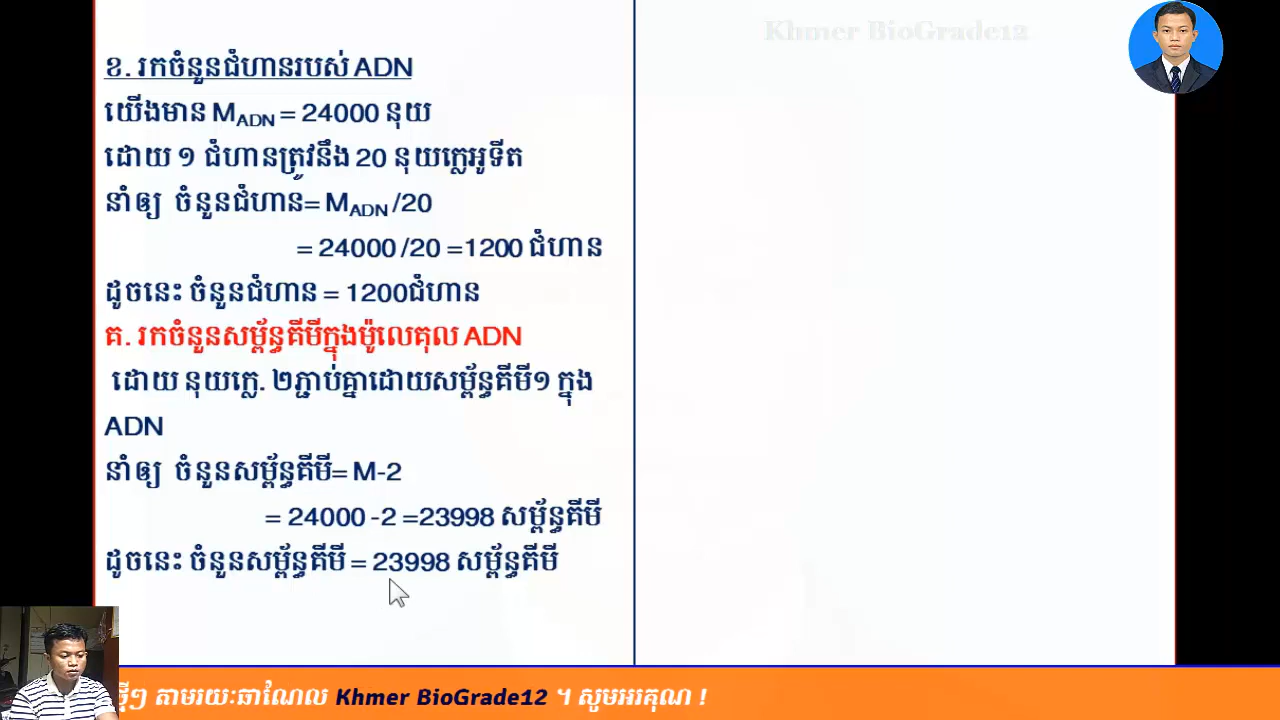 Khmer BioGrade12
ខ. រកចំនួនជំហានរបស់ ADN
យើងមាន MADN = 24000 នុយ
ដោយ ១ ជំហានត្រូវនឹង 20 នុយក្លេអូទីត
នាំឲ្យ ចំនួនជំហាន= MADN /20
= 24000 /20 =1200 ជំហាន
ដូចនេះ ចំនួនជំហាន = 1200ជំហាន
គ. រកចំនួនសម្ព័ន្ធគីមីក្នុងម៉ូលេគុល ADN
ដោយ នុយក្លេ. ២ភ្ជាប់គ្នាដោយសម្ព័ន្ធគីមី១ ក្នុង
ADN
នាំឲ្យ ចំនួនសម្ព័ន្ធគីមី= M-2
= 24000 -2 =23998 សម្ព័ន្ធគីមី
ដូចនេះ ចំនួនសម្ព័ន្ធគីមី = 23998 សម្ព័ន្ធគីមី
តាមរយៈឆាណែល Khmer BioGrade12 ។ សូមអរគុណ !